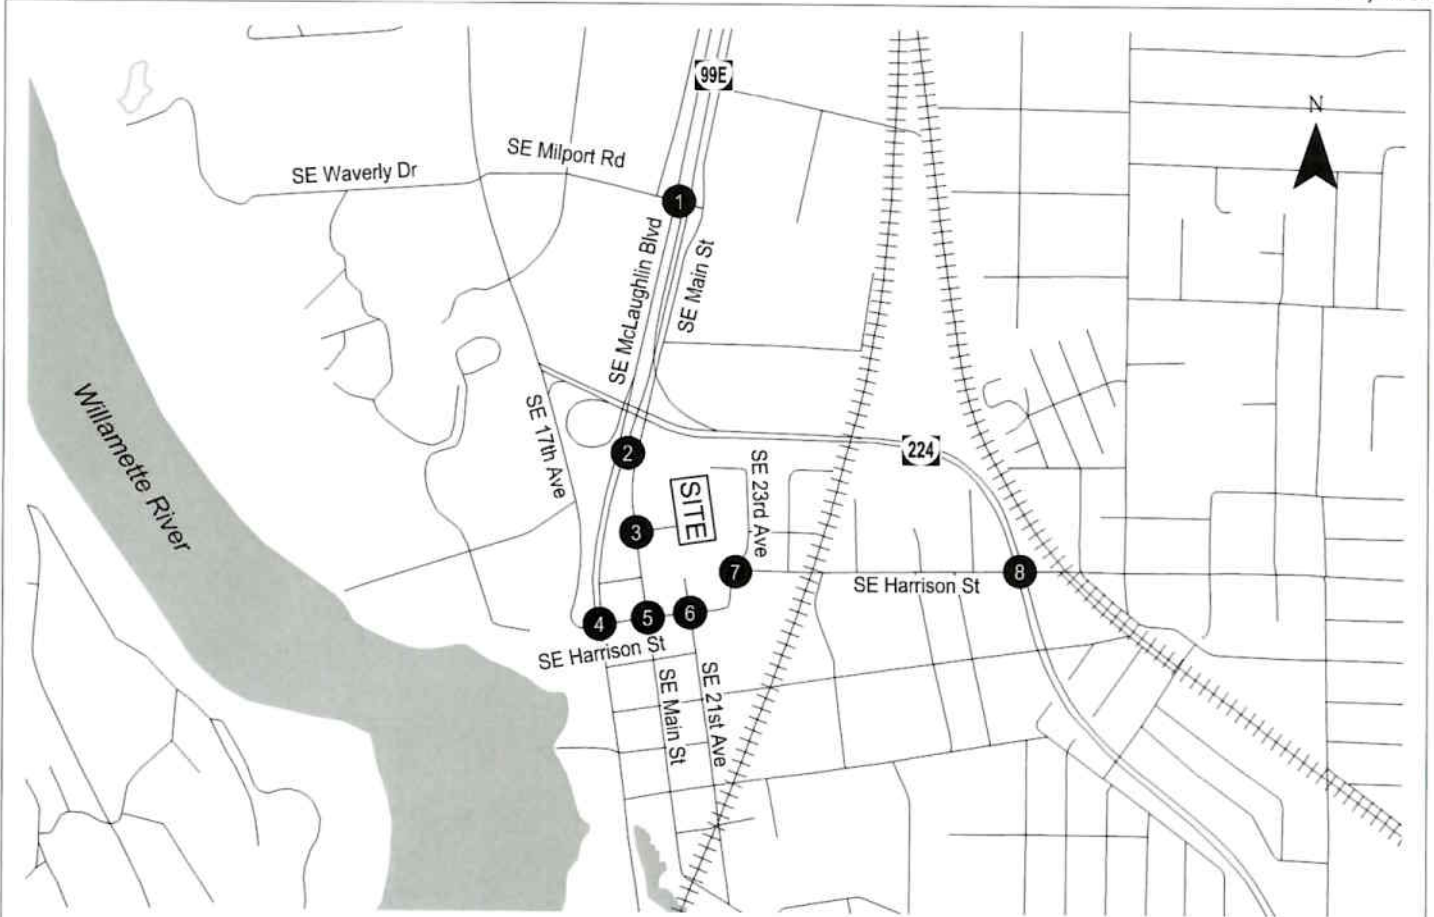 99E
N
SE Milport Rd
SE Waverly Dr
1
SE McLaughlin Blvd
SE Main St
Willamette River
SE 17th Ave
2
224
SITE
SE 23rd Ave
3
7
8
SE Harrison St
4
5
6
SE Harrison St
SE Main St
SE 21st Ave